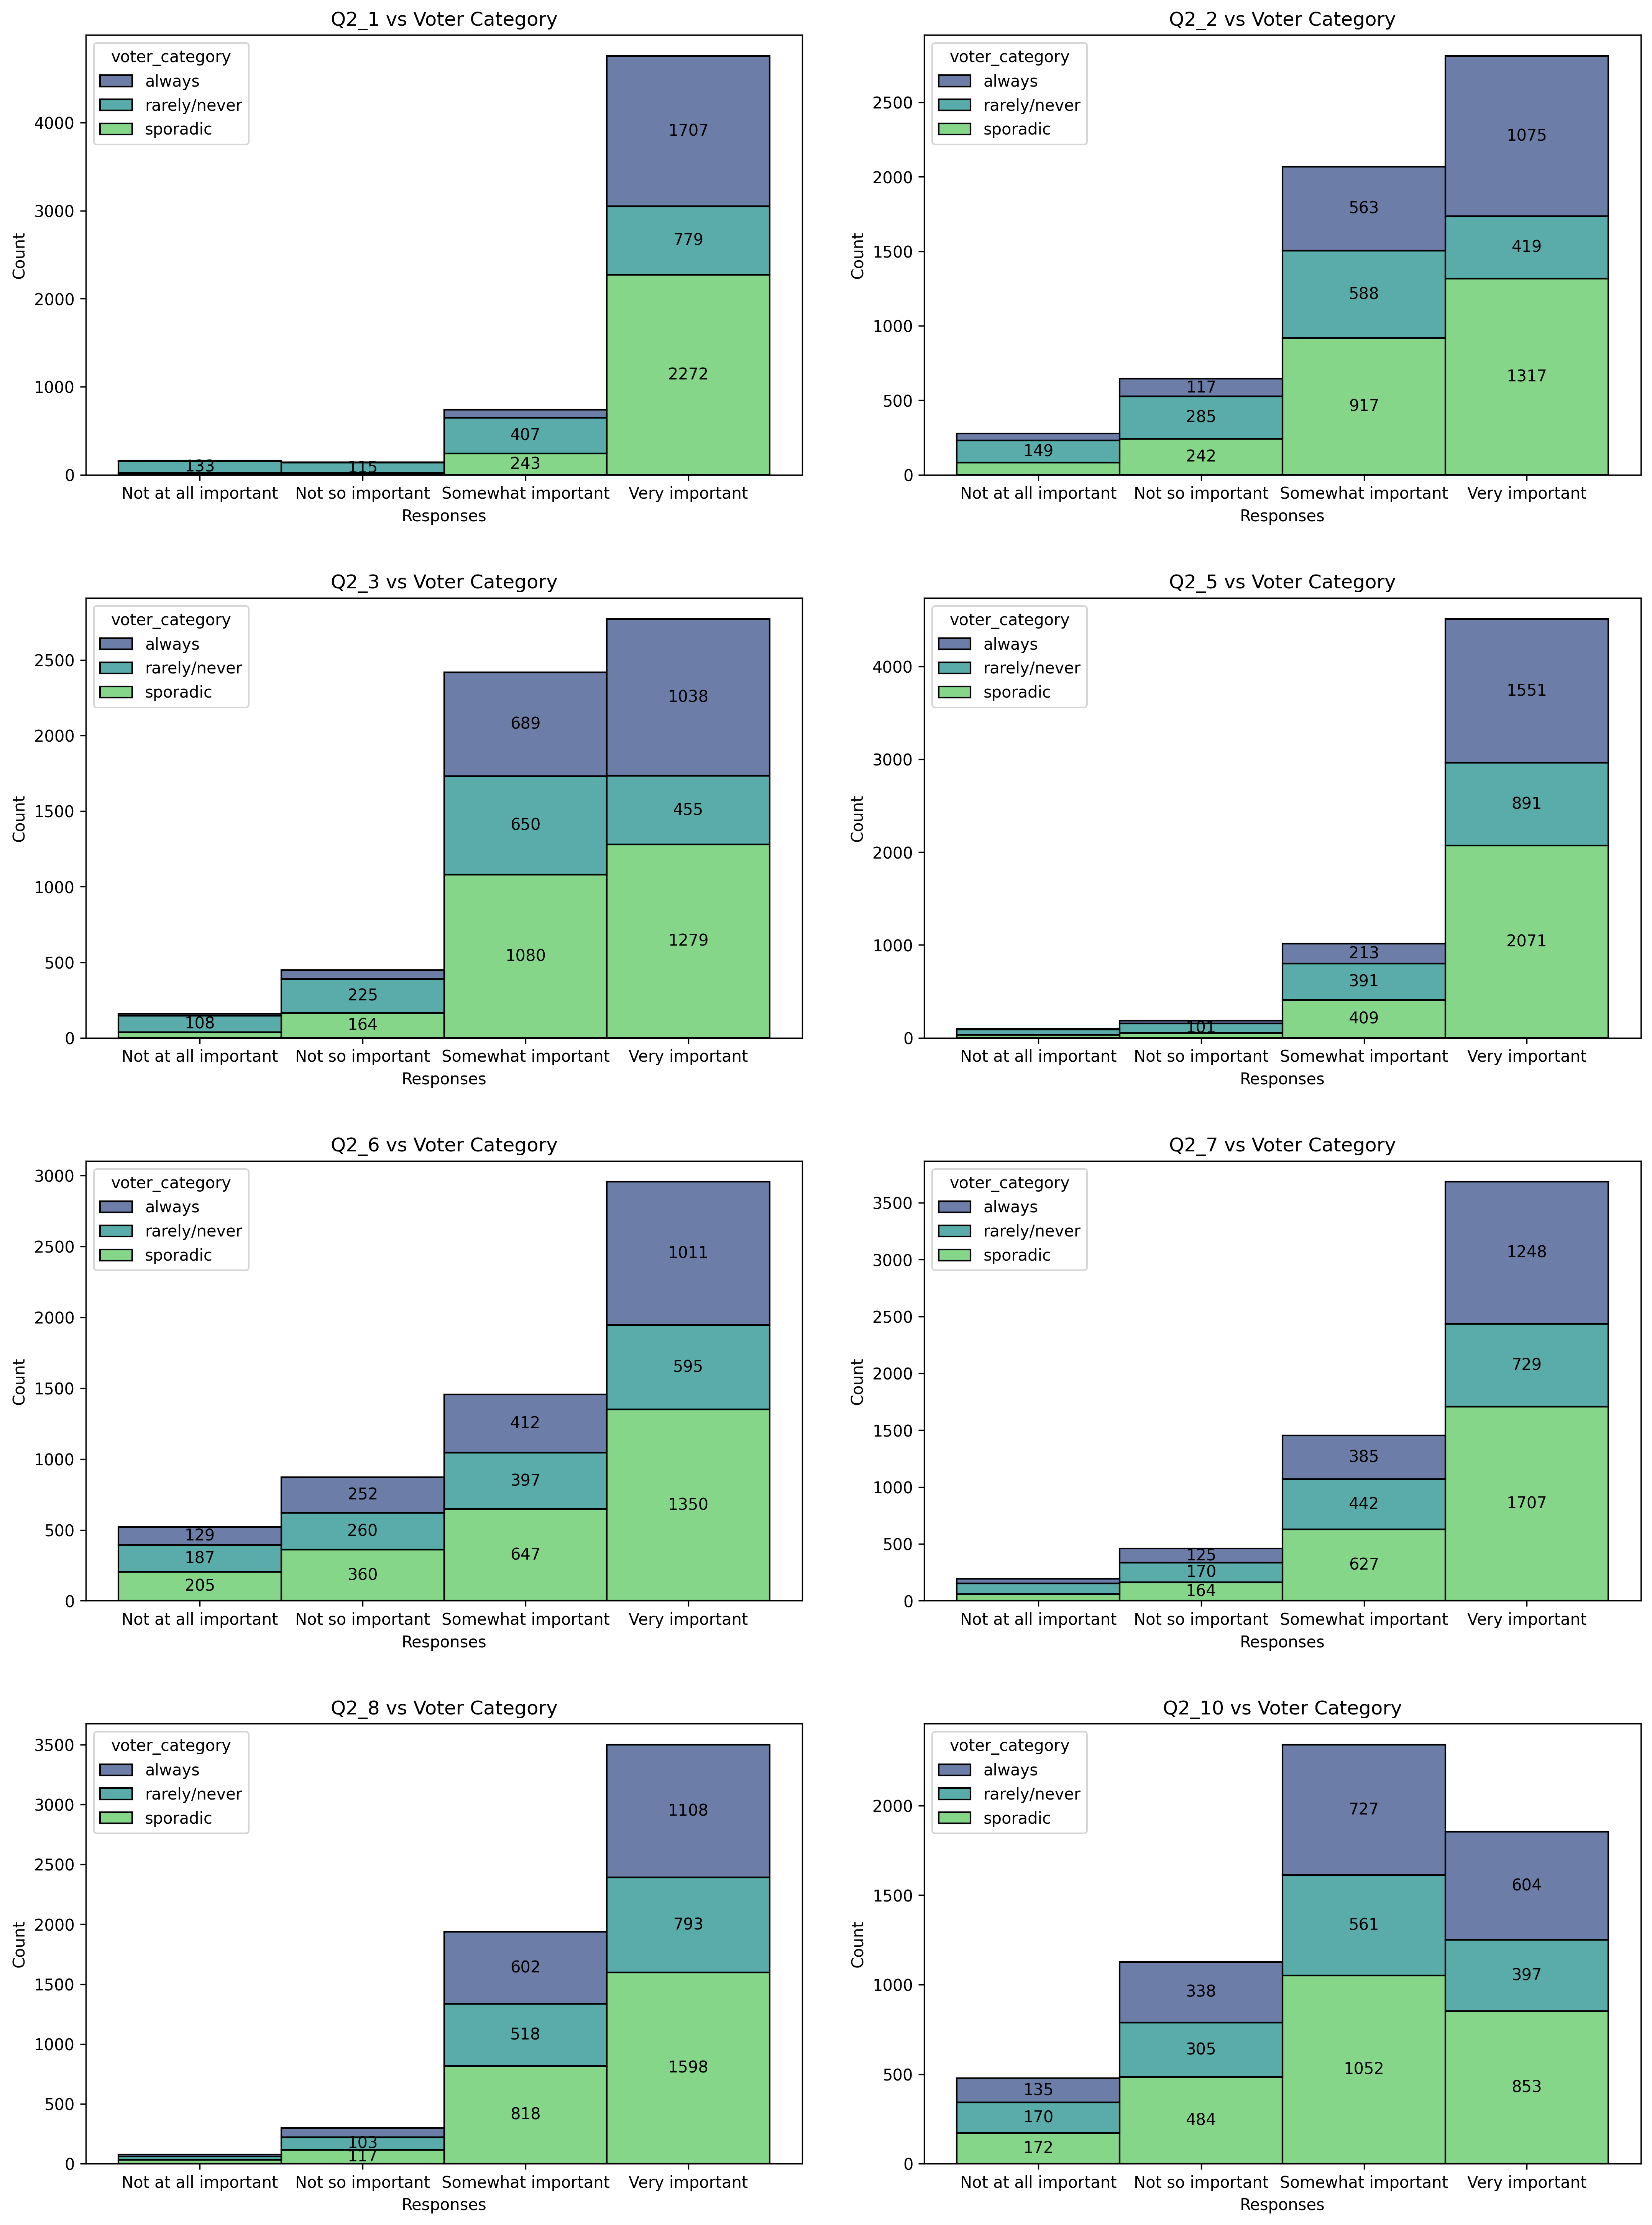 Q2_1 vs Voter Category
voter_category
always
rarely/never
sporadic
Count
4000
3000
2000
1000
0
1707
779
2272
407
243
133
115
Not at all important Not so important Somewhat important Very important
Responses
Q2_2 vs Voter Category
voter_category
always
rarely/never
sporadic
Count
2500
2000
1500
1000
500
0
1075
419
1317
563
588
917
117
285
242
149
Not at all important Not so important Somewhat important Very important
Responses
Q2_3 vs Voter Category
voter_category
always
rarely/never
sporadic
Count
2500
2000
1500
1000
500
0
1038
455
1279
689
650
1080
225
164
108
Not at all important Not so important Somewhat important Very important
Responses
Q2_5 vs Voter Category
voter_category
always
rarely/never
sporadic
Count
4000
3000
2000
1000
0
1551
891
2071
213
391
409
101
Not at all important Not so important Somewhat important Very important
Responses
Q2_6 vs Voter Category
voter_category
always
rarely/never
sporadic
Count
3000
2500
2000
1500
1000
500
0
1011
595
1350
412
397
647
252
260
360
129
187
205
Not at all important Not so important Somewhat important Very important
Responses
Q2_7 vs Voter Category
voter_category
always
rarely/never
sporadic
Count
3500
3000
2500
2000
1500
1000
500
0
1248
729
1707
385
442
627
125
170
164
Not at all important Not so important Somewhat important Very important
Responses
Q2_8 vs Voter Category
voter_category
always
rarely/never
sporadic
Count
3500
3000
2500
2000
1500
1000
500
0
1108
793
1598
602
518
818
103
117
Not at all important Not so important Somewhat important Very important
Responses
Q2_10 vs Voter Category
voter_category
always
rarely/never
sporadic
Count
2000
1500
1000
500
0
727
561
1052
604
397
853
338
305
484
135
170
172
Not at all important Not so important Somewhat important Very important
Responses